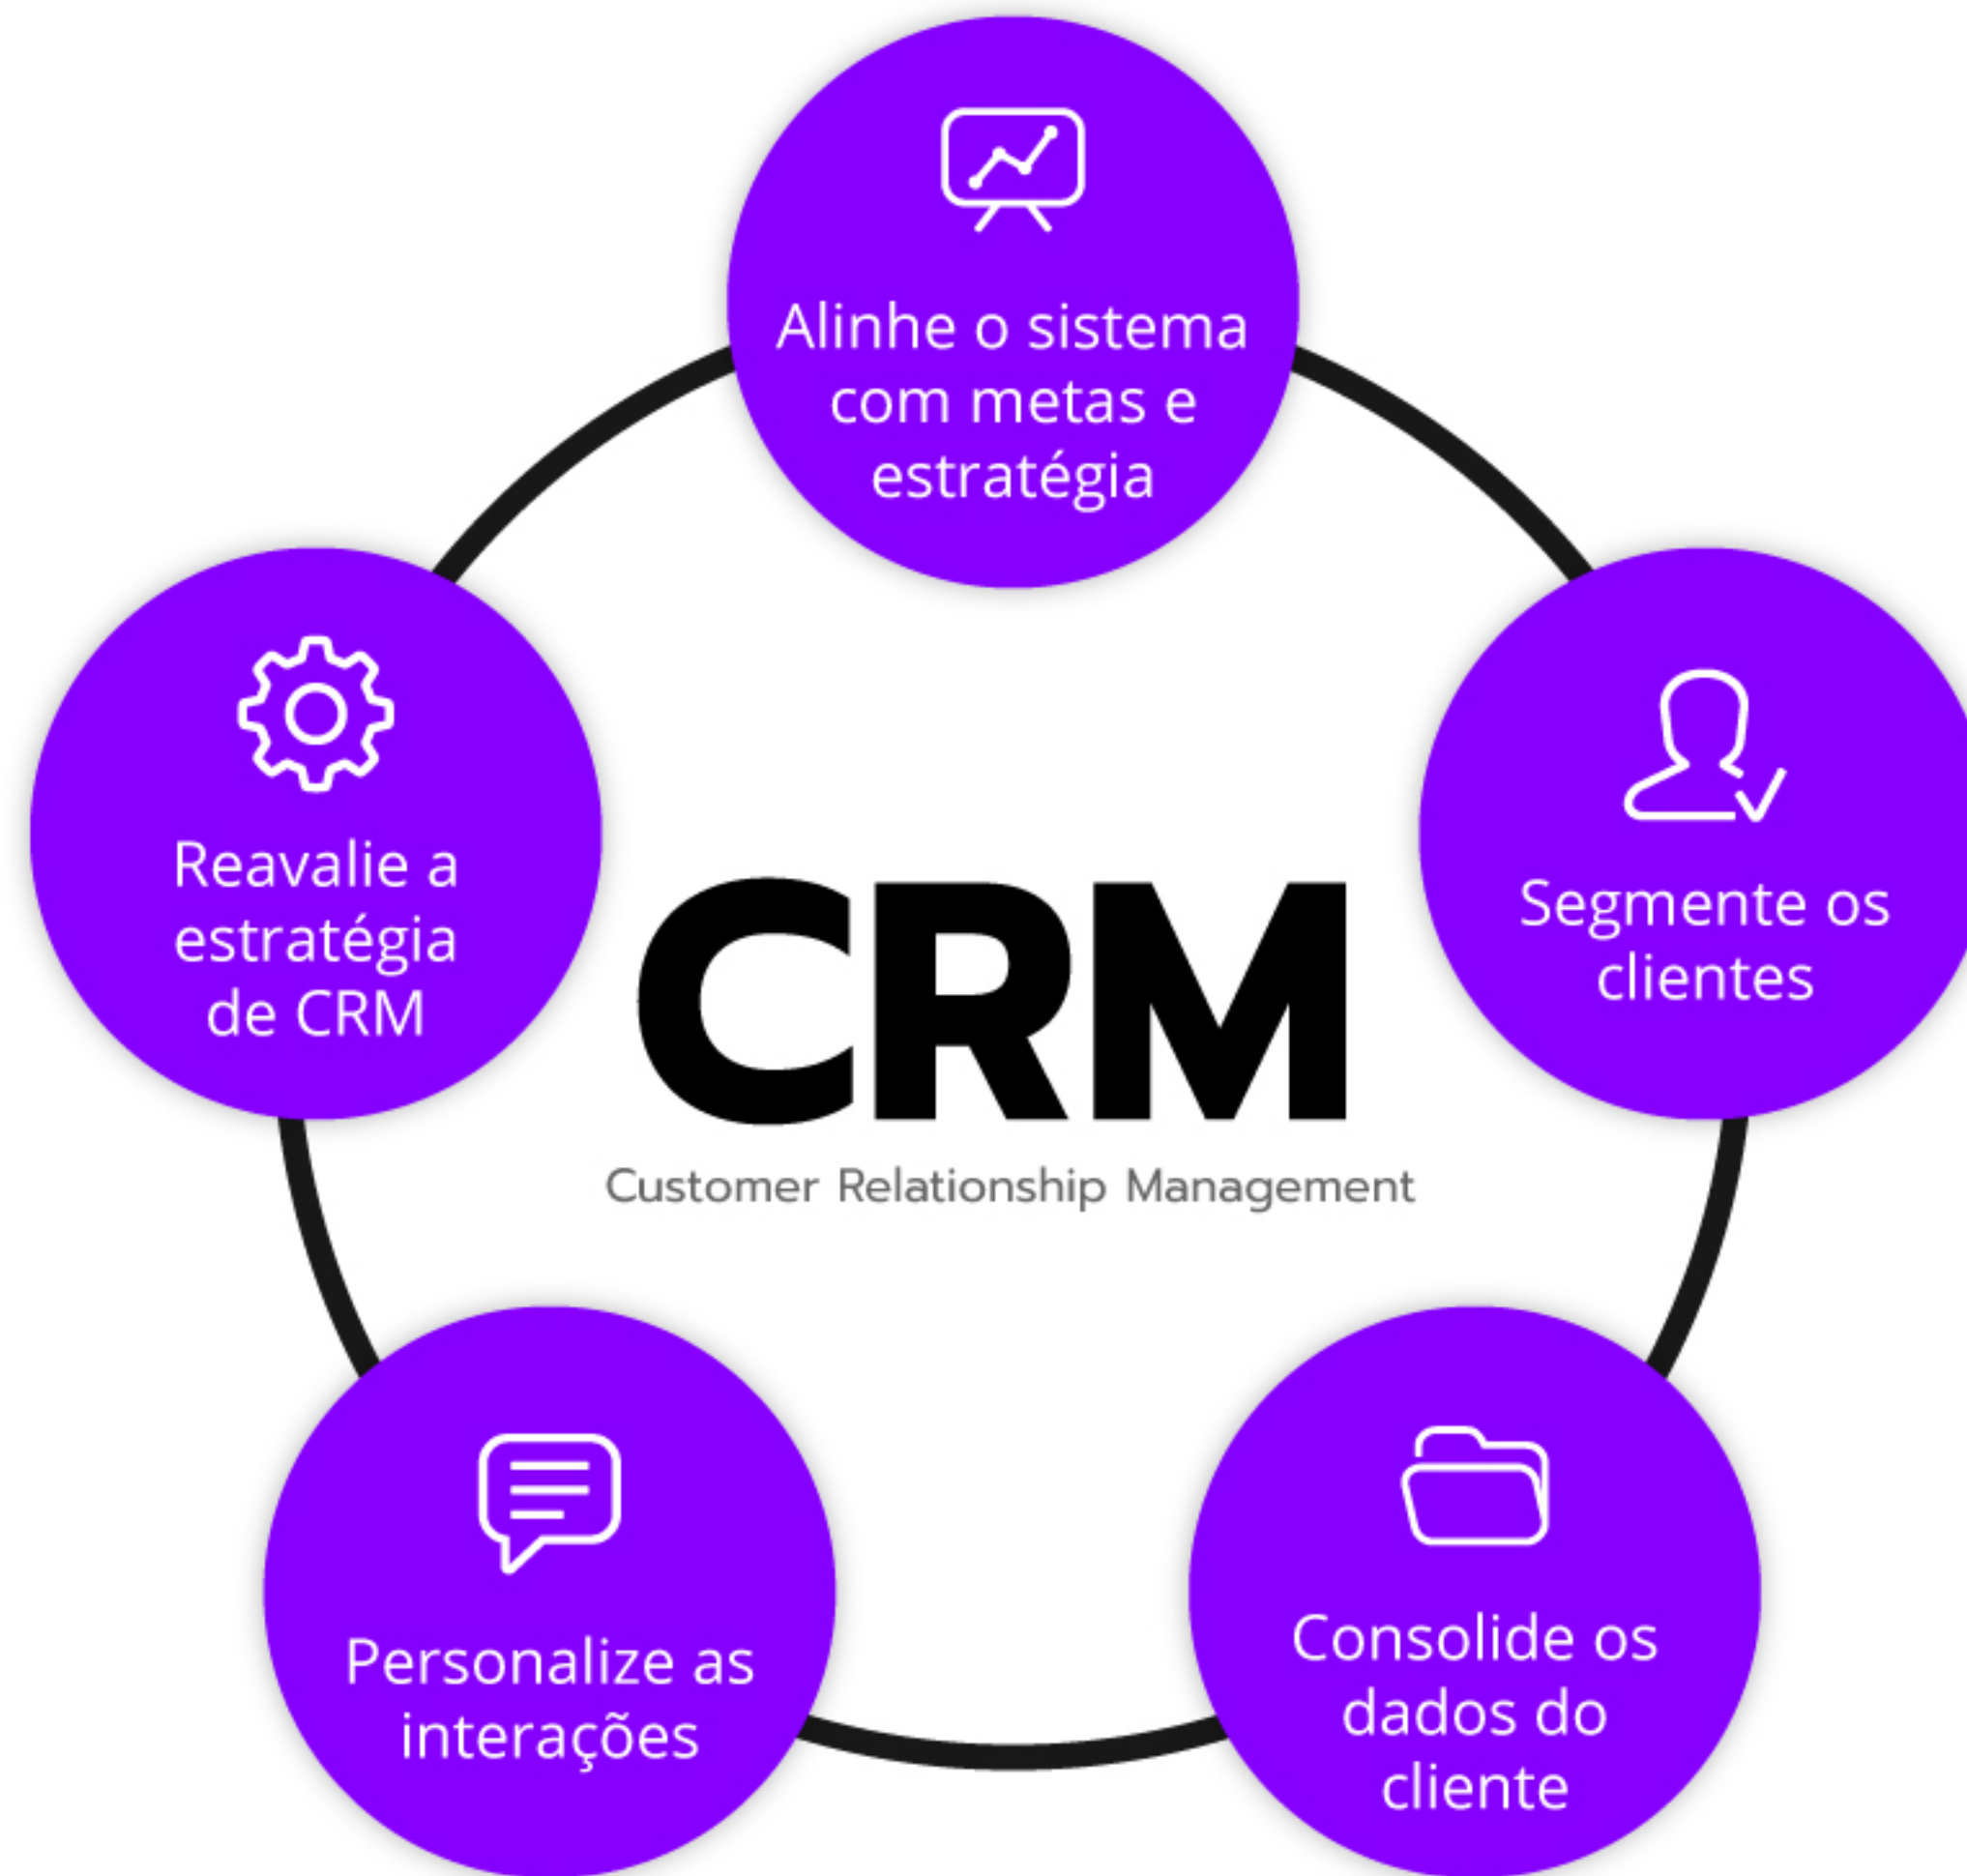 Alinhe o sistema
com metas e
estratégia
Segmente os
clientes
Consolide os
dados do
cliente
Personalize as
interações
Reavalie a
estratégia
de CRM
CRM
Customer Relationship Management